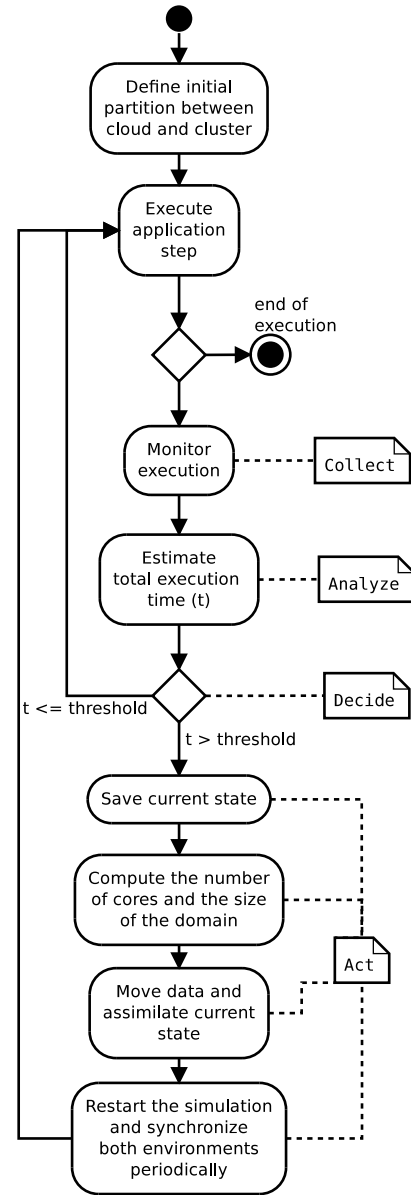 Define initial
partition between
cloud and cluster
Execute
application
step
end of
execution
Monitor
execution
Collect
Estimate
total execution
time (t)
Analyze
t <= threshold
Decide
t > threshold
Save current state
Compute the number
of cores and the size
of the domain
Act
Move data and
assimilate current
state
Restart the simulation
and synchronize
both environments
periodically